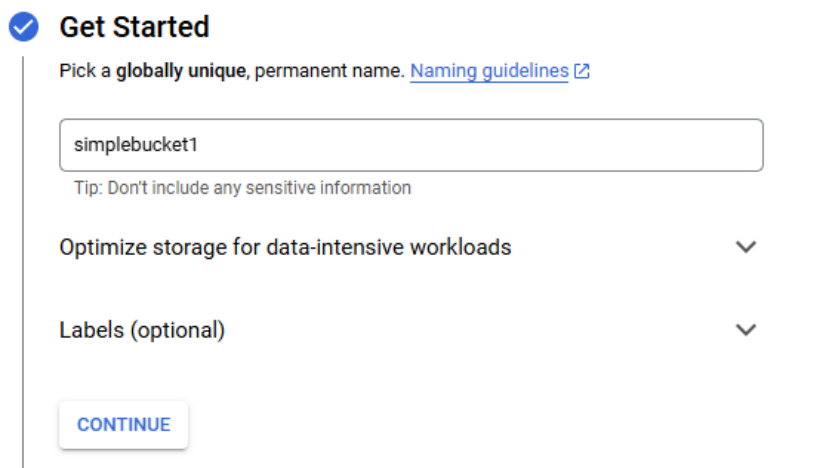 Get Started
Pick a globally unique, permanent name. Naming guidelines
simplebucket1
Tip: Don't include any sensitive information
Optimize storage for data-intensive workloads
Labels (optional)
CONTINUE